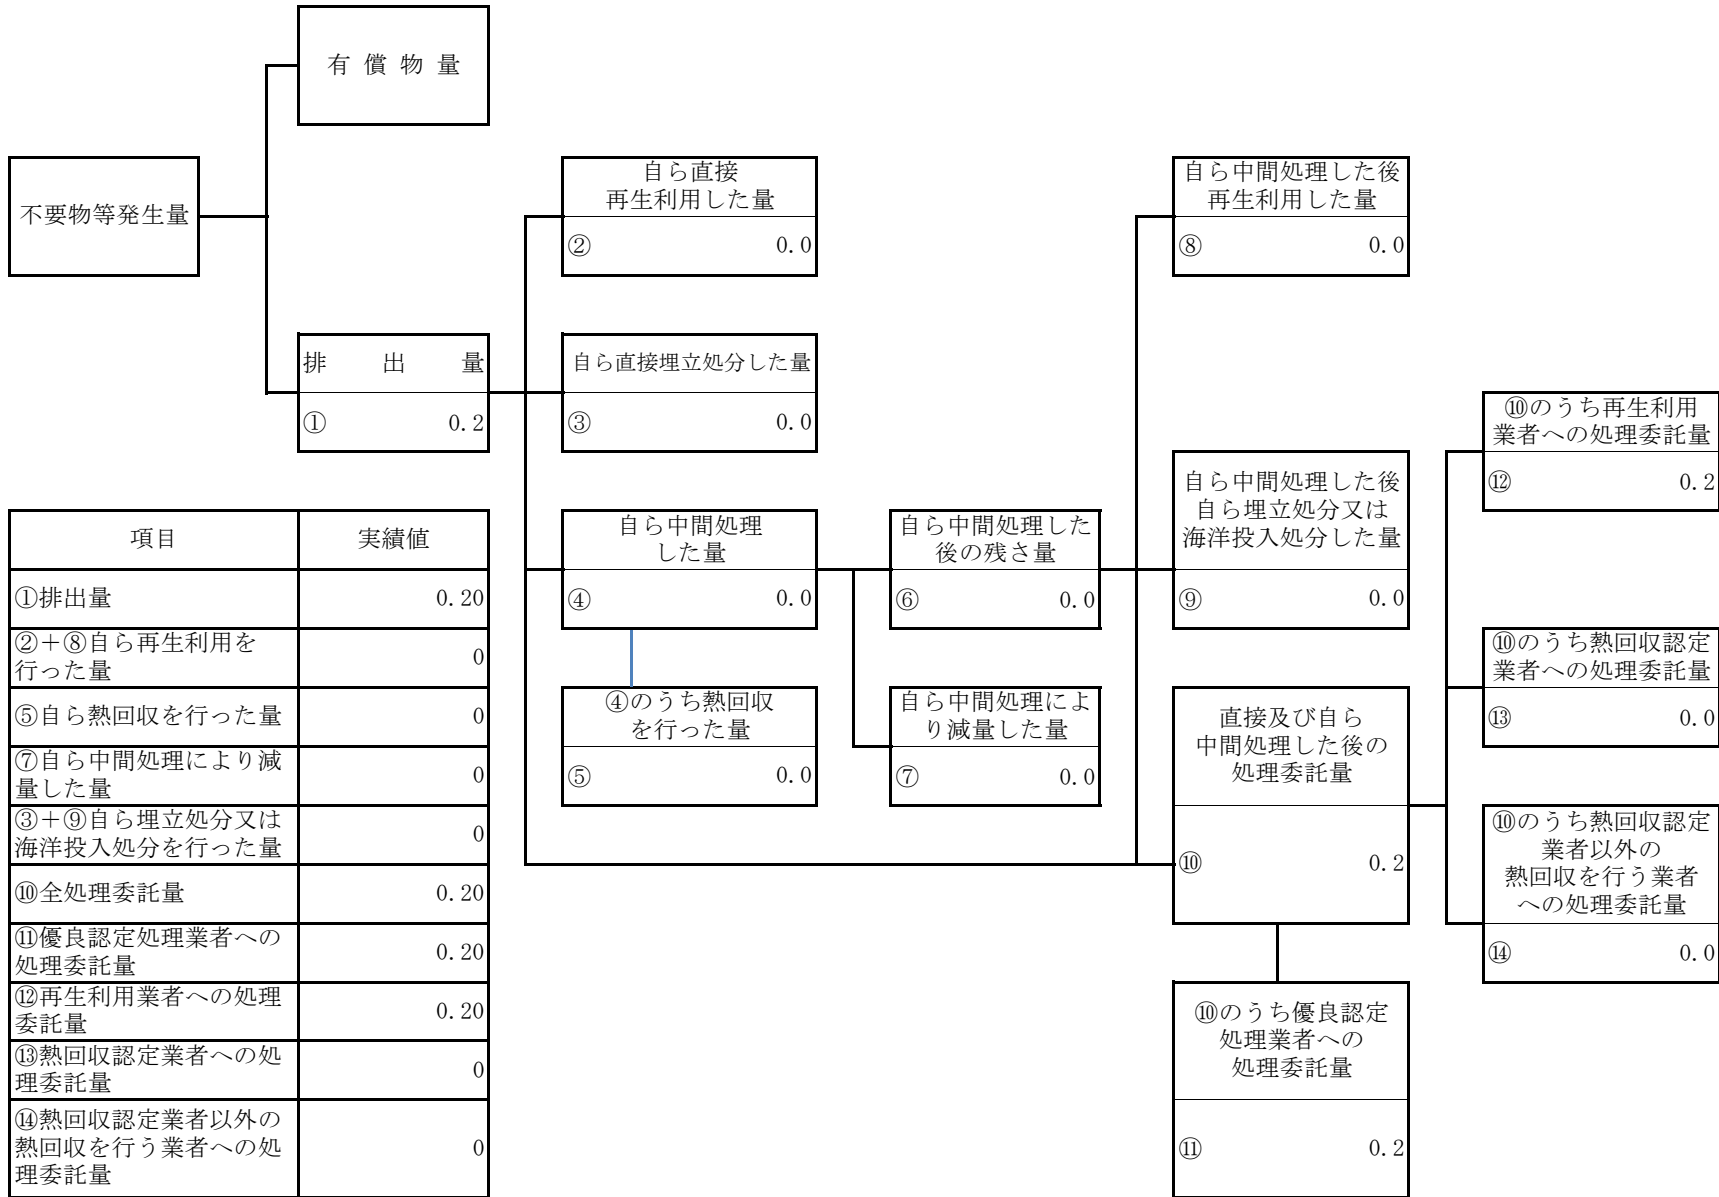 有 償 物 量
不要物等発生量
自ら直接
再生利用した量
② 0.0
自ら中間処理した後
再生利用した量
⑧ 0.0
排 出 量
① 0.2
自ら直接埋立処分した量
③ 0.0
⑩のうち再生利用
業者への処理委託量
⑫ 0.2
自ら中間処理した後
自ら埋立処分又は
海洋投入処分した量
⑨ 0.0
自ら中間処理
した量
④ 0.0
自ら中間処理した
後の残さ量
⑥ 0.0
⑩のうち熱回収認定
業者への処理委託量
⑬ 0.0
④のうち熱回収
を行った量
⑤ 0.0
自ら中間処理によ
り減量した量
⑦ 0.0
直接及び自ら
中間処理した後の
処理委託量
⑩ 0.2
⑩のうち熱回収認定
業者以外の
熱回収を行う業者
への処理委託量
⑭ 0.0
⑩のうち優良認定
処理業者への
処理委託量
⑪ 0.2
項目 実績値
①排出量 0.20
②＋⑧自ら再生利用を
行った量 0
⑤自ら熱回収を行った量 0
⑦自ら中間処理により減
量した量 0
③＋⑨自ら埋立処分又は
海洋投入処分を行った量 0
⑩全処理委託量 0.20
⑪優良認定処理業者への
処理委託量 0.20
⑫再生利用業者への処理
委託量 0.20
⑬熱回収認定業者への処
理委託量 0
⑭熱回収認定業者以外の
熱回収を行う業者への処
理委託量 0